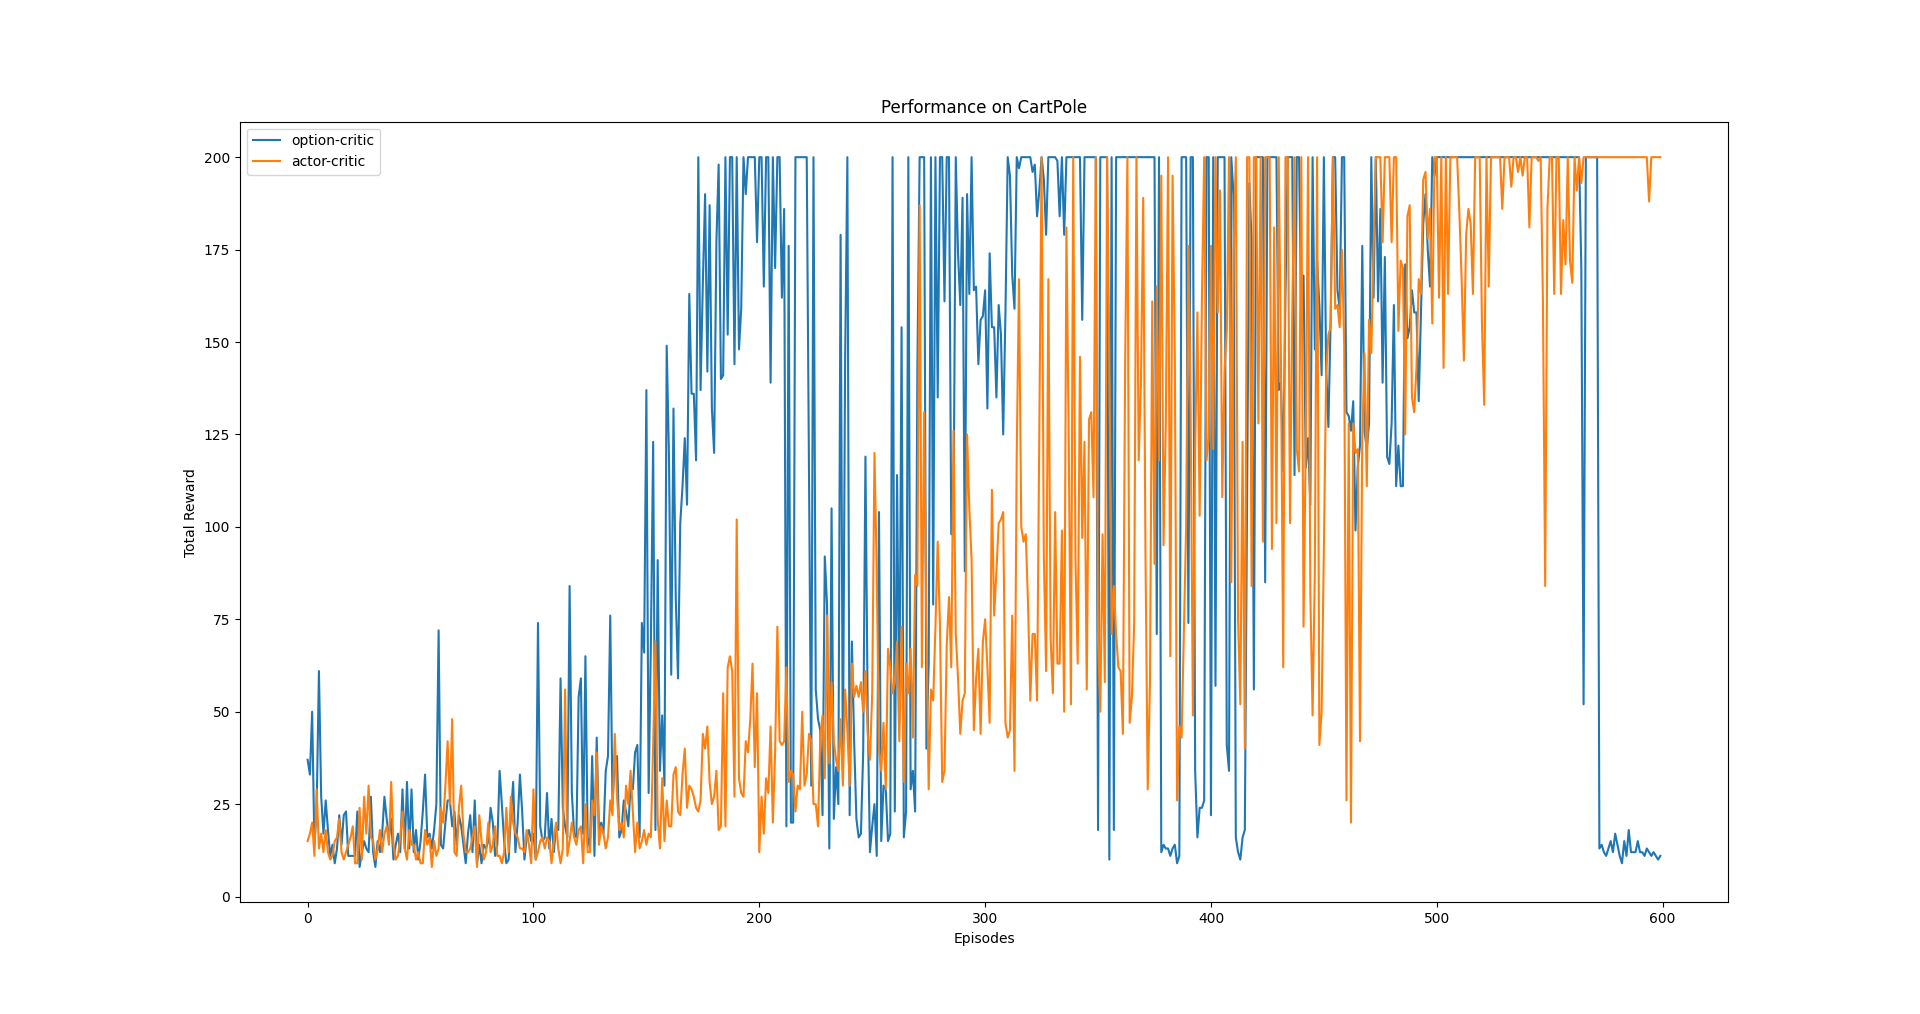 Performance on CartPole
option-critic
actor-critic
Total Reward
200
175
150
125
100
75
50
25
0
0 100 200 300 400 500 600
Episodes